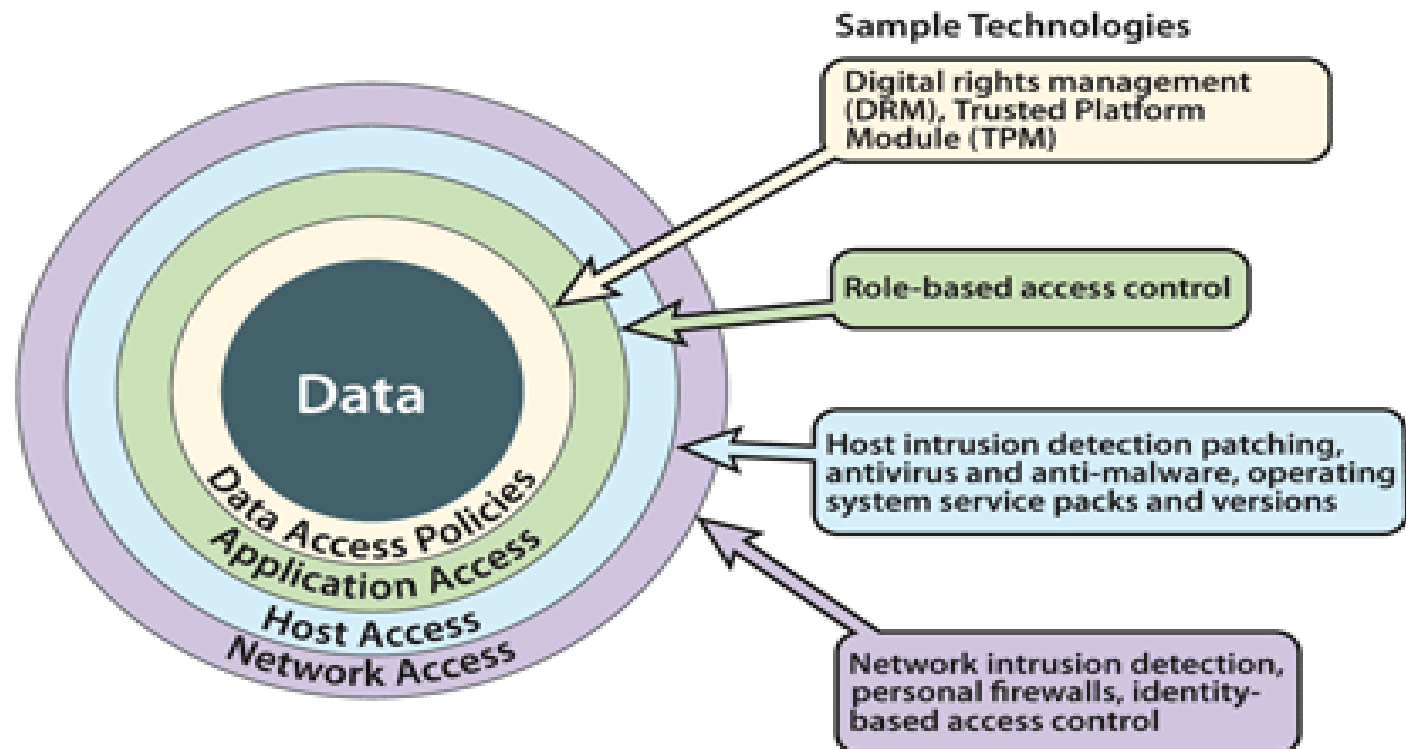 Sample Technologies
Digital rights management
(DRM), Trusted Platform
Module (TPM)
Role-based access control
Host intrusion detection patching,
antivirus and anti-malware, operating
system service packs and versions
Network intrusion detection,
personal firewalls, identity-
based access control
Data
Data Access Policies
Application Access
Host Access
Network Access